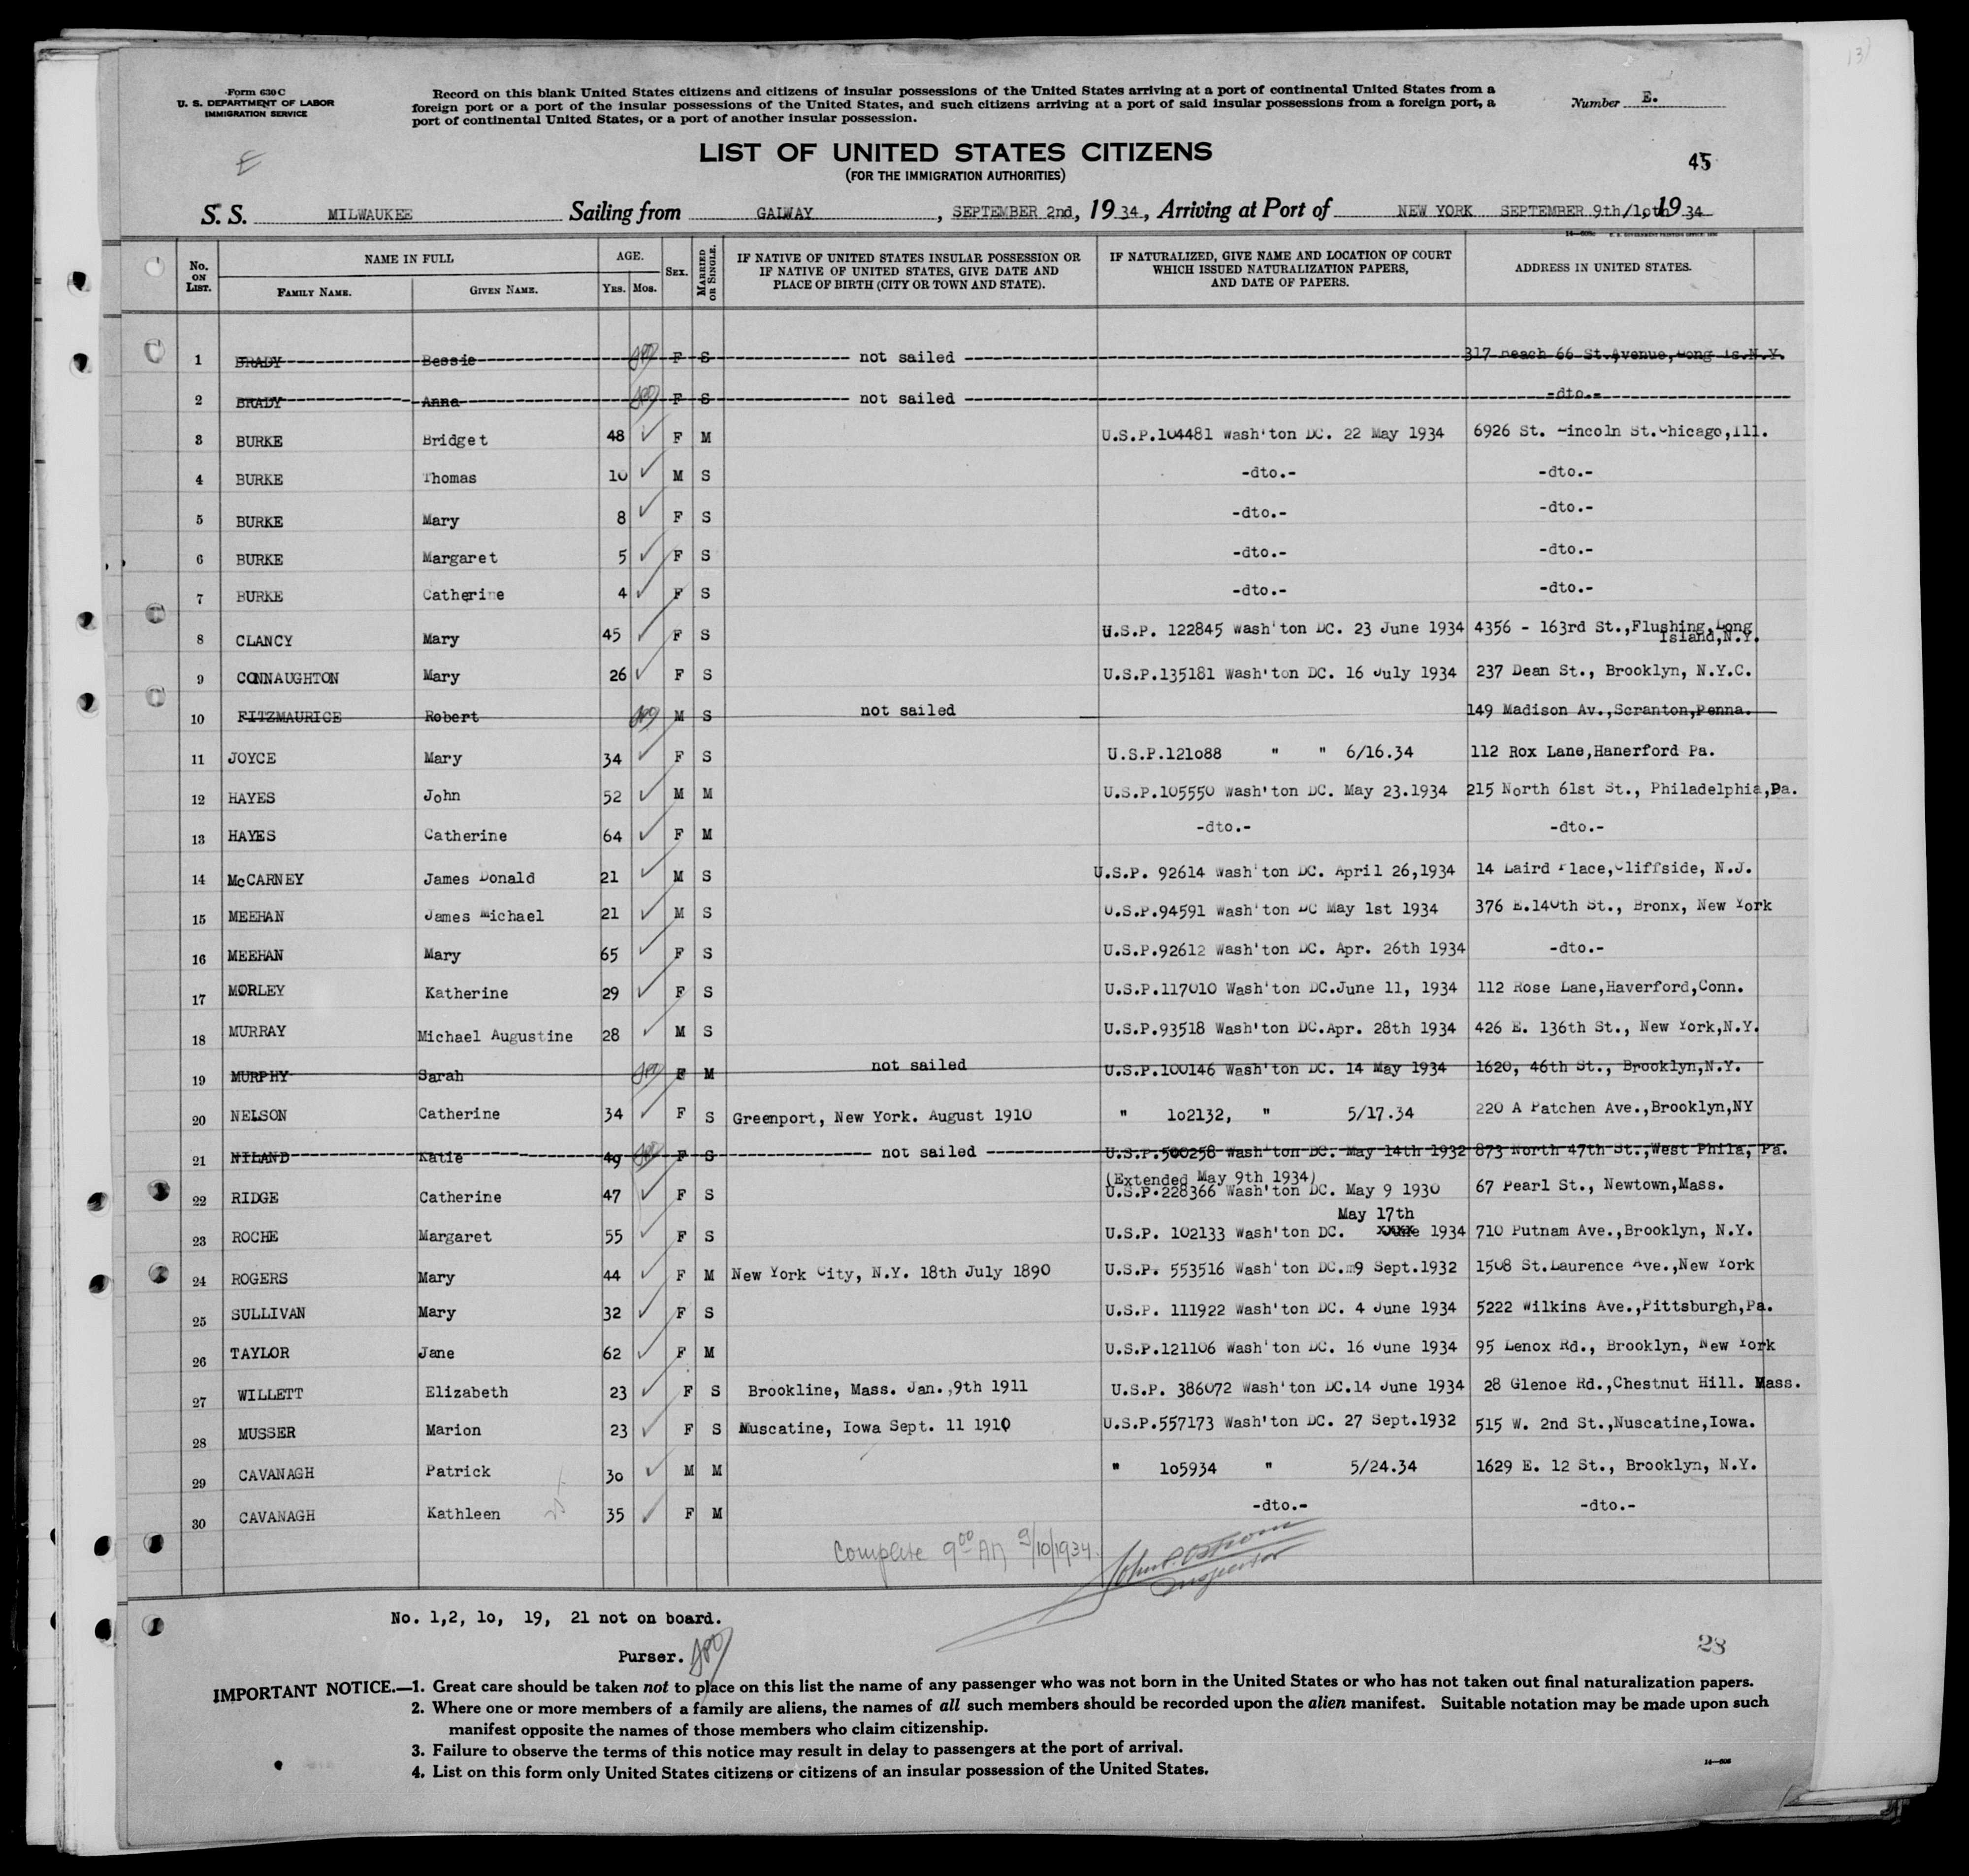 13
Form 630 C
U. S. DEPARTMENT OF LABOR
IMMIGRATION SERVICE
Record on this blank United States citizens and citizens of insular possessions of the United States arriving at a port of continental United States from a
foreign port or a port of the insular possessions of the United States, and such citizens arriving at a port of said insular possessions from a foreign port, a
port of continental United States, or a port of another insular possession.
Number E.
E
LIST OF UNITED STATES CITIZENS
(FOR THE IMMIGRATION AUTHORITIES)
45
S. S. MILWAUKEE Sailing from GALWAY, SEPTEMBER 2nd, 1934, Arriving at Port of NEW YORK SEPTEMBER 9th/10th 1934
No. ON LIST. NAME IN FULL FAMILY NAME. GIVEN NAME. AGE. YRS. MOS. SEX. MARRIED OR SINGLE. IF NATIVE OF UNITED STATES INSULAR POSSESSION OR IF NATIVE OF UNITED STATES, GIVE DATE AND PLACE OF BIRTH (CITY OR TOWN AND STATE). IF NATURALIZED, GIVE NAME AND LOCATION OF COURT WHICH ISSUED NATURALIZATION PAPERS, AND DATE OF PAPERS. ADDRESS IN UNITED STATES.
1 BRADY Bessie F S not sailed 317 Beach 66 St.Avenue,Long Is.N.Y.
2 BRADY Anna F S not sailed -dto.-
3 BURKE Bridget 48 F M U.S.P.104481 Wash'ton DC. 22 May 1934 6926 St. Lincoln St.Chicago,Ill.
4 BURKE Thomas 10 M S -dto.- -dto.-
5 BURKE Mary 8 F S -dto.- -dto.-
6 BURKE Margaret 5 F S -dto.- -dto.-
7 BURKE Catherine 4 F S -dto.- -dto.-
8 CLANCY Mary 45 F S U.S.P. 122845 Wash'ton DC. 23 June 1934 4356 - 163rd St.,Flushing,Long Island,N.Y.
9 CONNAUGHTON Mary 26 F S U.S.P.135181 Wash'ton DC. 16 July 1934 237 Dean St., Brooklyn, N.Y.C.
10 FITZMAURICE Robert M S not sailed 149 Madison Av.,Scranton,Penna.
11 JOYCE Mary 34 F S U.S.P.121o88 " " 6/16.34 112 Rox Lane,Hanerford Pa.
12 HAYES John 52 M M U.S.P.105550 Wash'ton DC. May 23.1934 215 North 61st St., Philadelphia,Pa.
13 HAYES Catherine 64 F M -dto.- -dto.-
14 McCARNEY James Donald 21 M S U.S.P. 92614 Wash'ton DC. April 26,1934 14 Laird Place,Cliffside, N.J.
15 MEEHAN James Michael 21 M S U.S.P.94591 Wash'ton DC May 1st 1934 376 E.140th St., Bronx, New York
16 MEEHAN Mary 65 F S U.S.P.92612 Wash'ton DC. Apr. 26th 1934 -dto.-
17 MORLEY Katherine 29 F S U.S.P.117010 Wash'ton DC.June 11, 1934 112 Rose Lane,Haverford,Conn.
18 MURRAY Michael Augustine 28 M S U.S.P.93518 Wash'ton DC.Apr. 28th 1934 426 E. 136th St., New York,N.Y.
19 MURPHY Sarah F M not sailed U.S.P.100146 Wash'ton DC. 14 May 1934 1620, 46th St., Brooklyn,N.Y.
20 NELSON Catherine 34 F S Greenport, New York. August 1910 " 1o2132, " 5/17.34 220 A Patchen Ave.,Brooklyn,NY
21 NILAND Katie 49 F S not sailed U.S.P.500258 Wash'ton DC. May 14th 1932 873 North 47th St.,West Phila, Pa.
(Extended May 9th 1934)
22 RIDGE Catherine 47 F S U.S.P.228366 Wash'ton DC. May 9 1930 67 Pearl St., Newtown,Mass.
May 17th
23 ROCHE Margaret 55 F S U.S.P. 102133 Wash'ton DC. xxxx 1934 710 Putnam Ave.,Brooklyn, N.Y.
24 ROGERS Mary 44 F M New York City, N.Y. 18th July 1890 U.S.P. 553516 Wash'ton DC.m9 Sept.1932 1508 St.Laurence Ave.,New York
25 SULLIVAN Mary 32 F S U.S.P. 111922 Wash'ton DC. 4 June 1934 5222 Wilkins Ave.,Pittsburgh,Pa.
26 TAYLOR Jane 62 F M U.S.P.121106 Wash'ton DC. 16 June 1934 95 Lenox Rd., Brooklyn, New York
27 WILLETT Elizabeth 23 F S Brookline, Mass. Jan.,9th 1911 U.S.P. 386072 Wash'ton DC.14 June 1934 28 Glenoe Rd.,Chestnut Hill. Mass.
28 MUSSER Marion 23 F S Muscatine, Iowa Sept. 11 1910 U.S.P.557173 Wash'ton DC. 27 Sept.1932 515 W. 2nd St.,Nuscatine,Iowa.
29 CAVANAGH Patrick 3o M M " 1o5934 " 5/24.34 1629 E. 12 St., Brooklyn, N.Y.
30 CAVANAGH Kathleen 35 F M -dto.- -dto.-
Complete 9 00 AM 9/10/1934
Inspector
No. 1,2, 1o, 19, 21 not on board.
Purser.
28
IMPORTANT NOTICE.—1. Great care should be taken not to place on this list the name of any passenger who was not born in the United States or who has not taken out final naturalization papers.
2. Where one or more members of a family are aliens, the names of all such members should be recorded upon the alien manifest. Suitable notation may be made upon such
manifest opposite the names of those members who claim citizenship.
3. Failure to observe the terms of this notice may result in delay to passengers at the port of arrival.
4. List on this form only United States citizens or citizens of an insular possession of the United States.
14—606